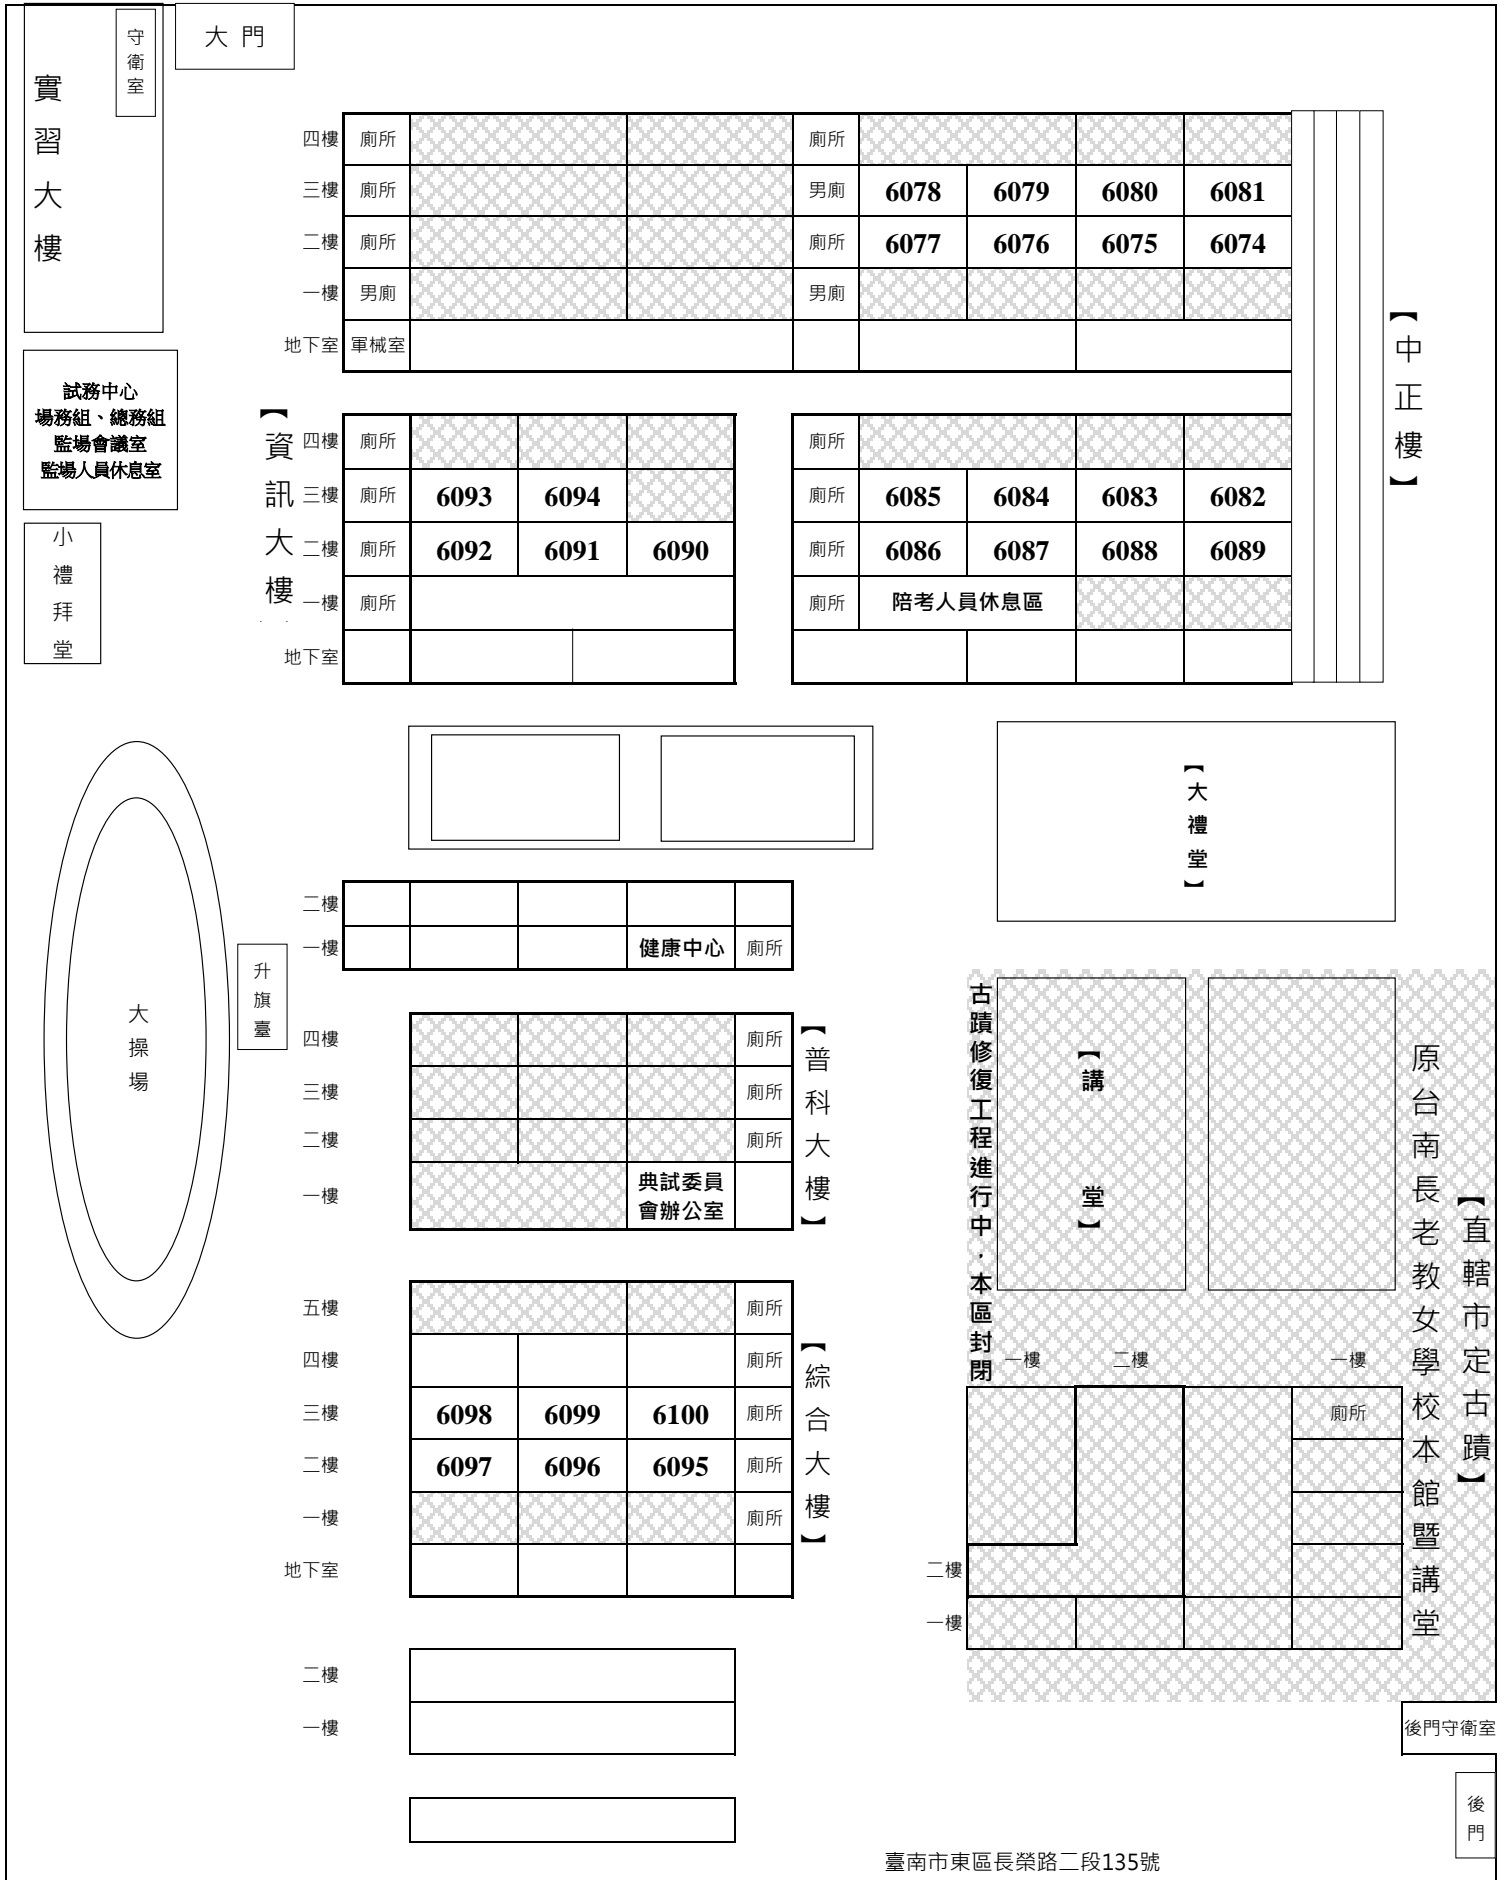 守衛室
大門
實習大樓
四樓 廁所 廁所
三樓 廁所 男廁 6078 6079 6080 6081
二樓 廁所 廁所 6077 6076 6075 6074
一樓 男廁 男廁
地下室 軍械室
【中正樓】
試務中心
場務組、總務組
監場會議室
監場人員休息室
【資訊大樓
四樓 廁所 廁所
三樓 廁所 6093 6094 廁所 6085 6084 6083 6082
二樓 廁所 6092 6091 6090 廁所 6086 6087 6088 6089
一樓 廁所 廁所 陪考人員休息區
地下室
小禮拜堂
【大禮堂】
二樓
一樓 健康中心 廁所
升旗臺
大操場
四樓 廁所
三樓 廁所
二樓 廁所
一樓 典試委員
會辦公室
【普科大樓】
古蹟修復工程進行中，本區封閉
【講堂】
原台南長老教女學校本館暨講堂
【直轄市定古蹟】
五樓 廁所
四樓 廁所
三樓 6098 6099 6100 廁所
二樓 6097 6096 6095 廁所
一樓 廁所
地下室
【綜合大樓】
一樓 二樓 一樓
廁所
二樓
一樓
二樓
一樓
後門守衛室
後門
臺南市東區長榮路二段135號